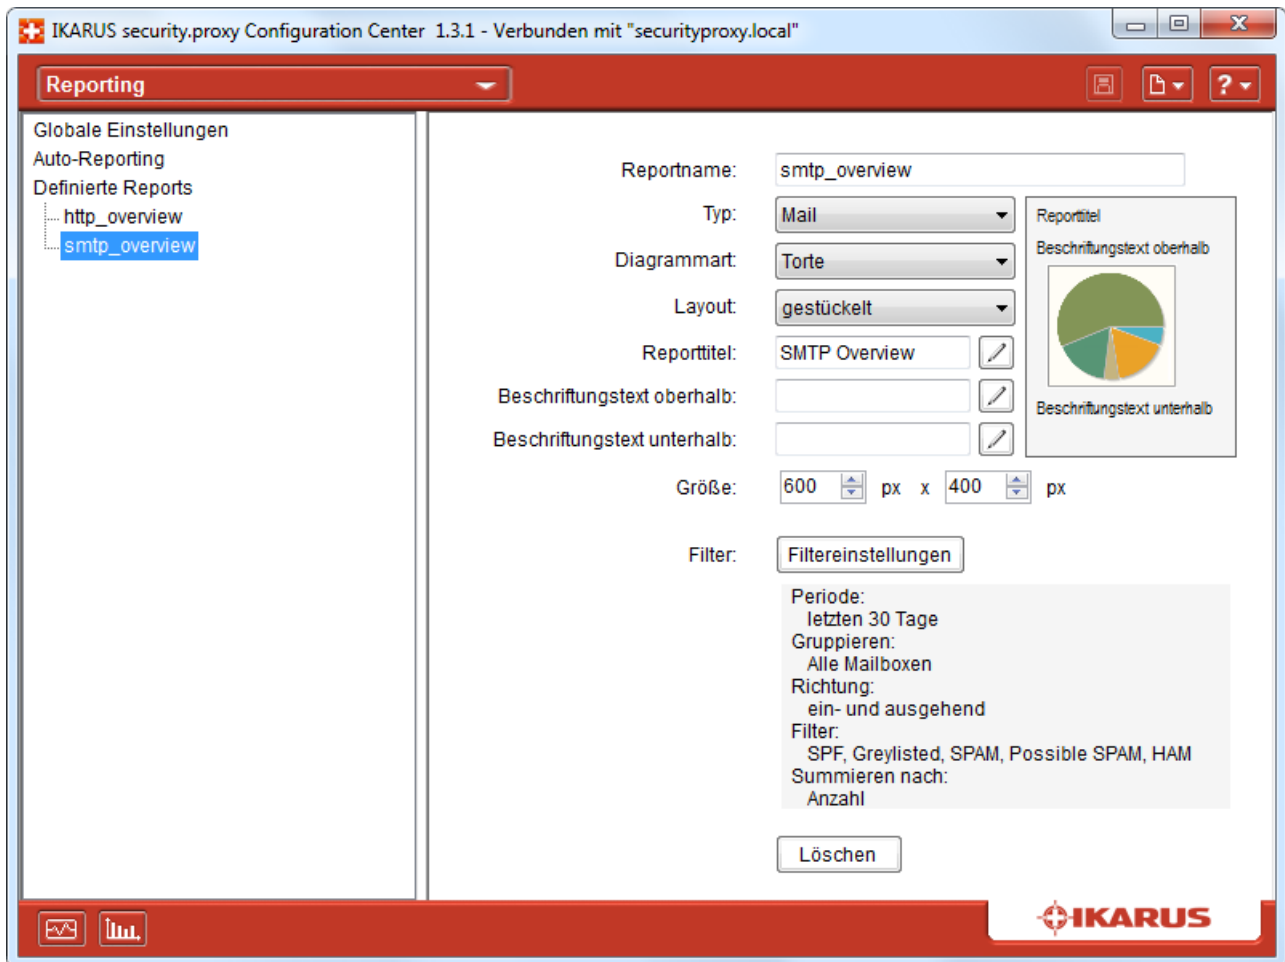 IKARUS security.proxy Configuration Center 1.3.1 - Verbunden mit "securityproxy.local"
Reporting
?
Globale Einstellungen
Auto-Reporting
Definierte Reports
http_overview
smtp_overview
Reportname: smtp_overview
Typ: Mail
Diagrammart: Torte
Layout: gestückelt
Reporttitel: SMTP Overview
Beschriftungstext oberhalb:
Beschriftungstext unterhalb:
Reporttitel
Beschriftungstext oberhalb
Beschriftungstext unterhalb
Größe: 600 px x 400 px
Filter: Filtereinstellungen
Periode:
letzten 30 Tage
Gruppieren:
Alle Mailboxen
Richtung:
ein- und ausgehend
Filter:
SPF, Greylisted, SPAM, Possible SPAM, HAM
Summieren nach:
Anzahl
Löschen
IKARUS